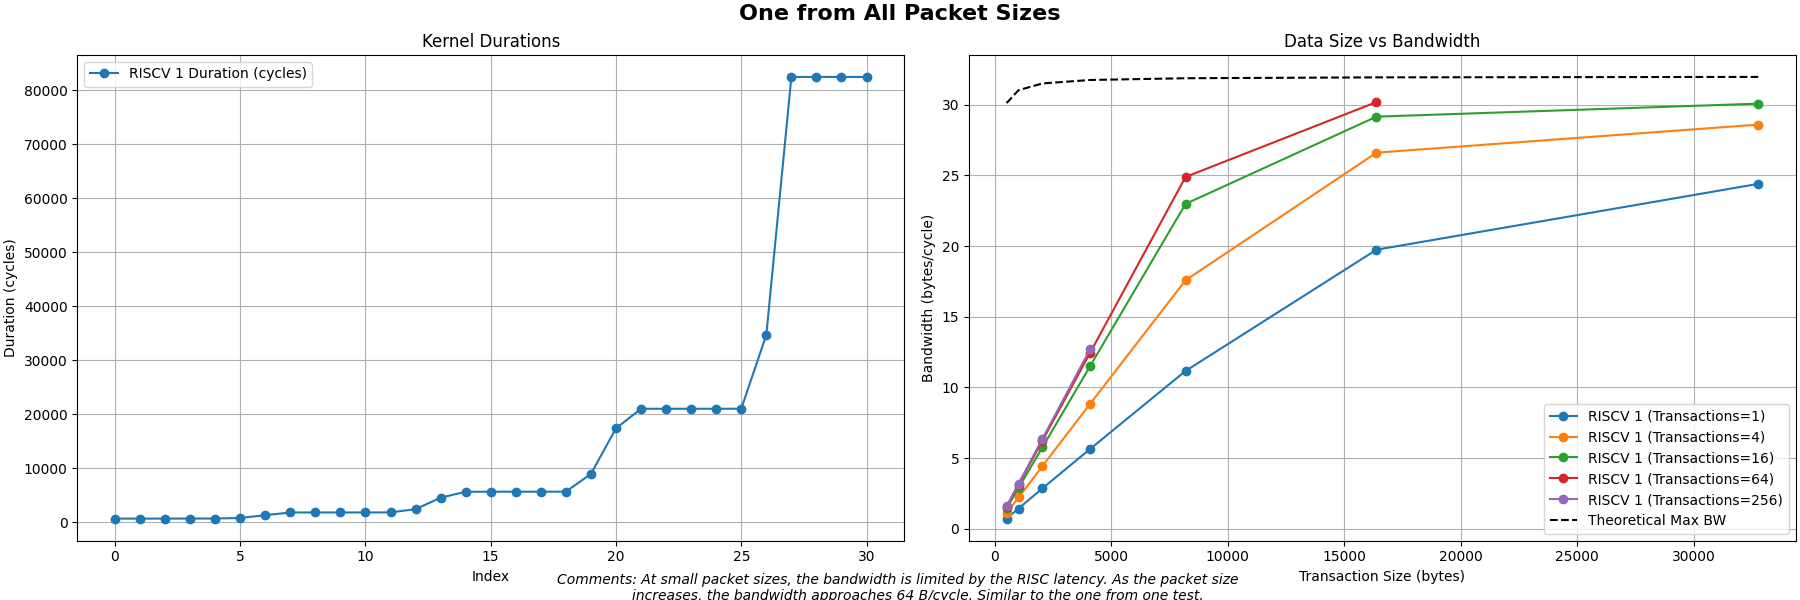 One from All Packet Sizes
Kernel Durations
RISCV 1 Duration (cycles)
Duration (cycles)
80000
70000
60000
50000
40000
30000
20000
10000
0
0 5 10 15 20 25 30
Index
Data Size vs Bandwidth
Bandwidth (bytes/cycle)
30
25
20
15
10
5
0
RISCV 1 (Transactions=1)
RISCV 1 (Transactions=4)
RISCV 1 (Transactions=16)
RISCV 1 (Transactions=64)
RISCV 1 (Transactions=256)
Theoretical Max BW
0 5000 10000 15000 20000 25000 30000
Transaction Size (bytes)
Comments: At small packet sizes, the bandwidth is limited by the RISC latency. As the packet size
increases, the bandwidth approaches 64 B/cycle. Similar to the one from one test.